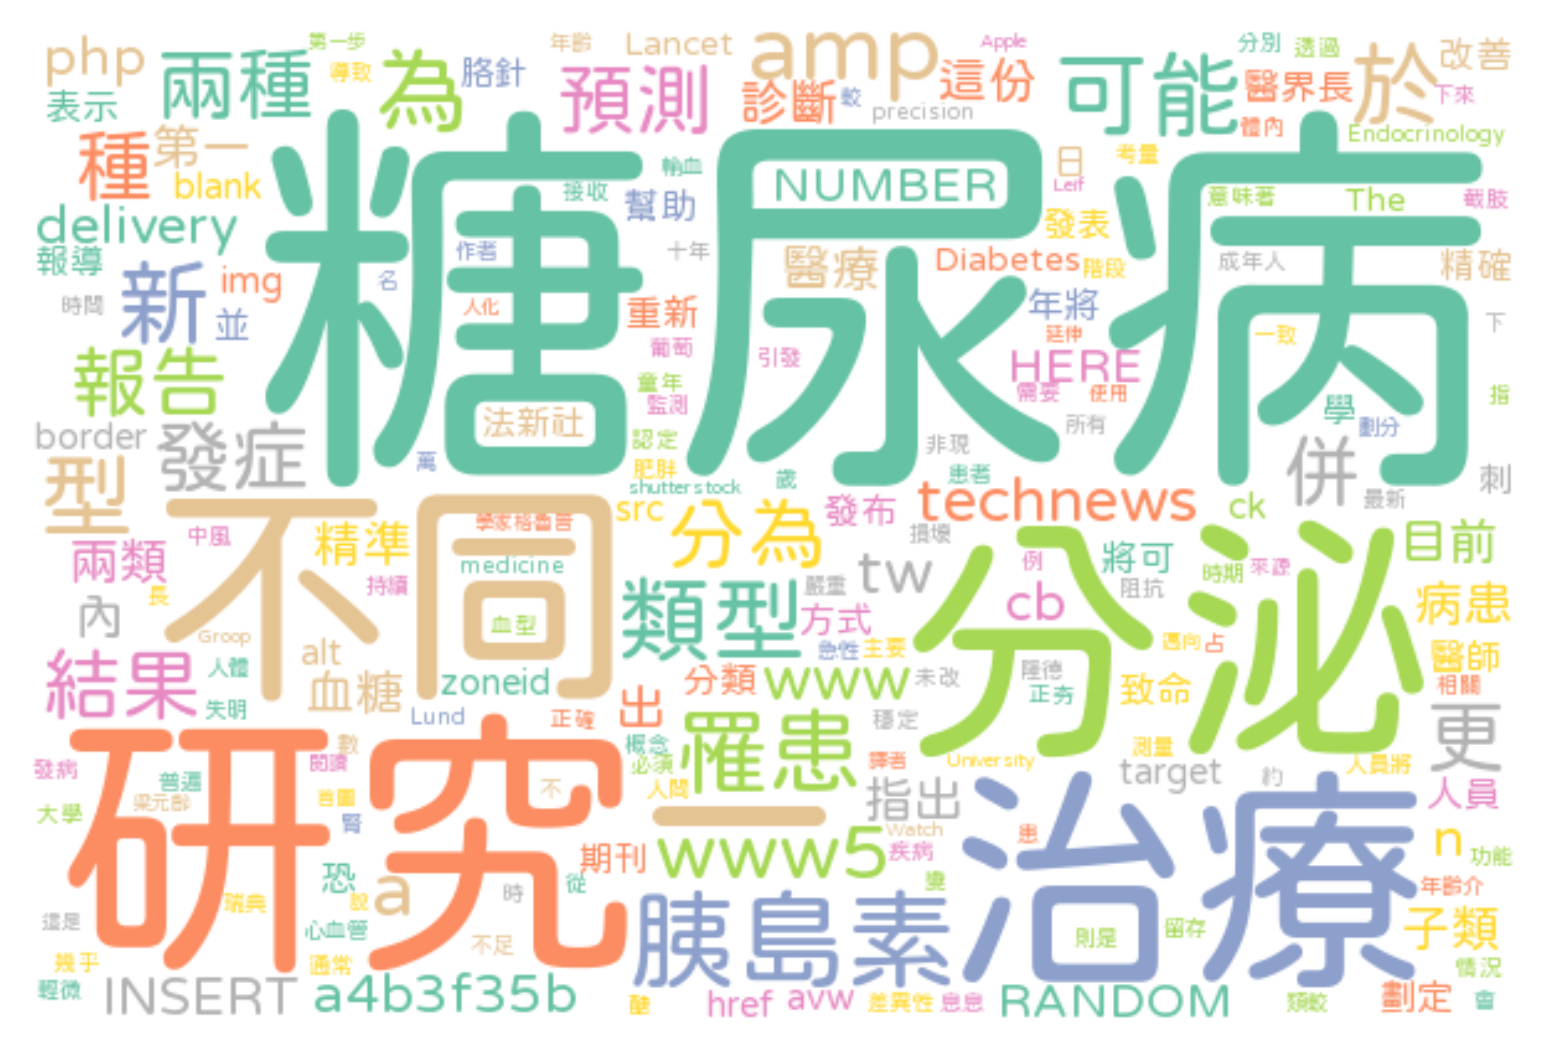 php
兩種
第一步
導致
為
胳針
年齡
Lancet
預測
amp
Apple
診斷
較
這份
precision
可能
分別
透過
醫界長
體內
於
改善
下來
Endocrinology
表示
種
第一
blank
delivery
報導
新
img
並
時間
報告
border
糖尿病
輸血
接收
幫助
作者
名
十年
人化
重新
葡萄
童年
監測
法新社
認定
肥胖
萬
shutterstock
NUMBER
醫療
引發
日
考量
Leif
發表
Diabetes
階段
年將
延伸
HERE
需要
使用
所有
非現
患者
歲
意味著
The
截肢
成年人
精確
下
一致
指
學
劃分
發症
型
兩類
中風
內
長
不同
精準
學家格魯普
medicine
持續
血型
Groop
src
分為
發布
technews
損壞
ck
併
最新
刺
目前
類型
嚴重
tw
方式
急性
主要
例
cb
將可
阻抗
時期
來源
分泌
病患
醫師
相關
邁向
占
隆德
正夯
致命
結果
人體
失明
alt
血糖
zoneid
Lund
正確
出
分類
www
未改
穩定
罹患
概念
必須
人間
一
譯者
University
測量
target
約
人員將
更
人員
發病
普遍
梁元齡
大學
數
閱讀
首圖
腎
研究
不
指出
期刊
www5
Watch
疾病
患
治療
n
功能
年齡介
恐
說
a
時
從
瑞典
心血管
這是
不足
通常
幾乎
輕微
胰島素
變
則是
留存
子類
情況
INSERT
a4b3f35b
醣
href
avw
差異性
息息
RANDOM
類較
劃定
會